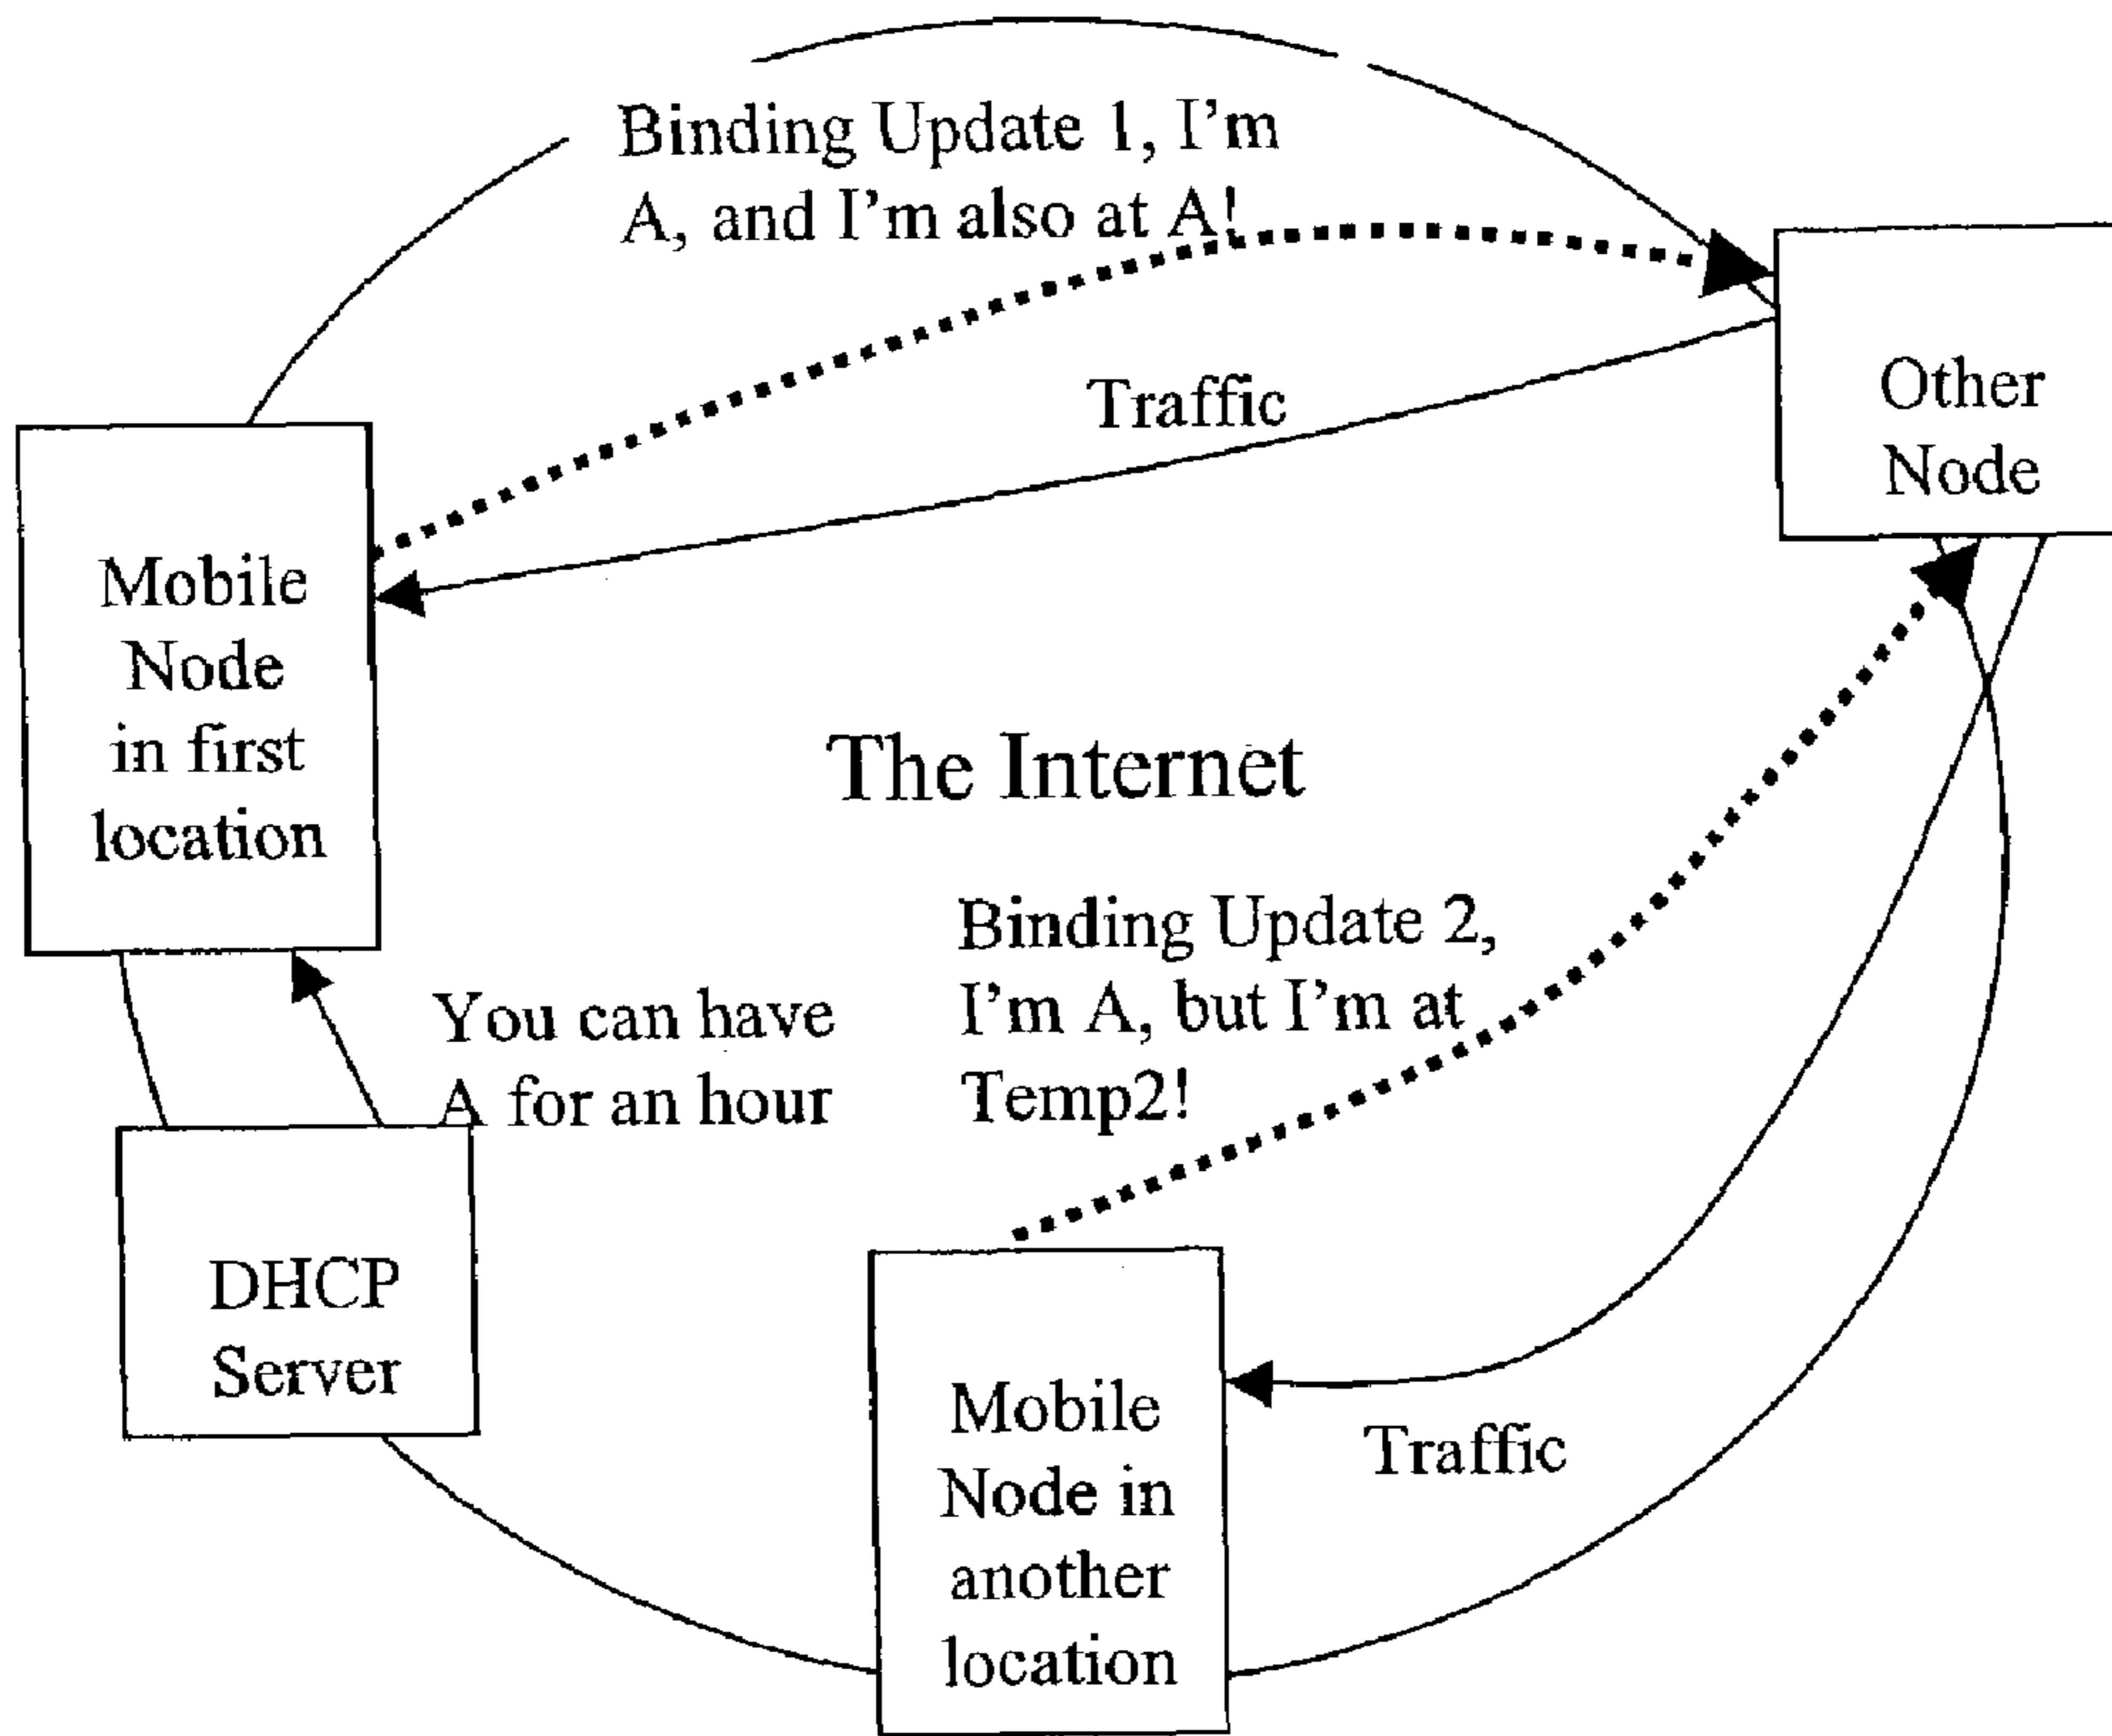 Binding Update 1, I'm
A, and I'm also at A!
Traffic
Other
Node
Mobile
Node
in first
location
The Internet
Binding Update 2,
I'm A, but I'm at
Temp2!
You can have
A for an hour
DHCP
Server
Mobile
Node in
another
location
Traffic